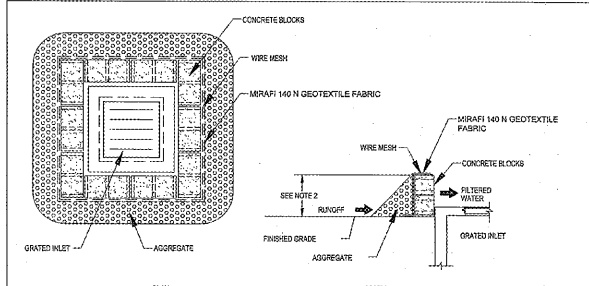 CONCRETE BLOCKS
WIRE MESH
MIRAFI 140 N GEOTEXTILE FABRIC
GRATED INLET
AGGREGATE
MIRAFI 140 N GEOTEXTILE
FABRIC
WIRE MESH
CONCRETE BLOCKS
SEE NOTE 2
RUNOFF
FILTERED
WATER
FINISHED GRADE
GRATED INLET
AGGREGATE